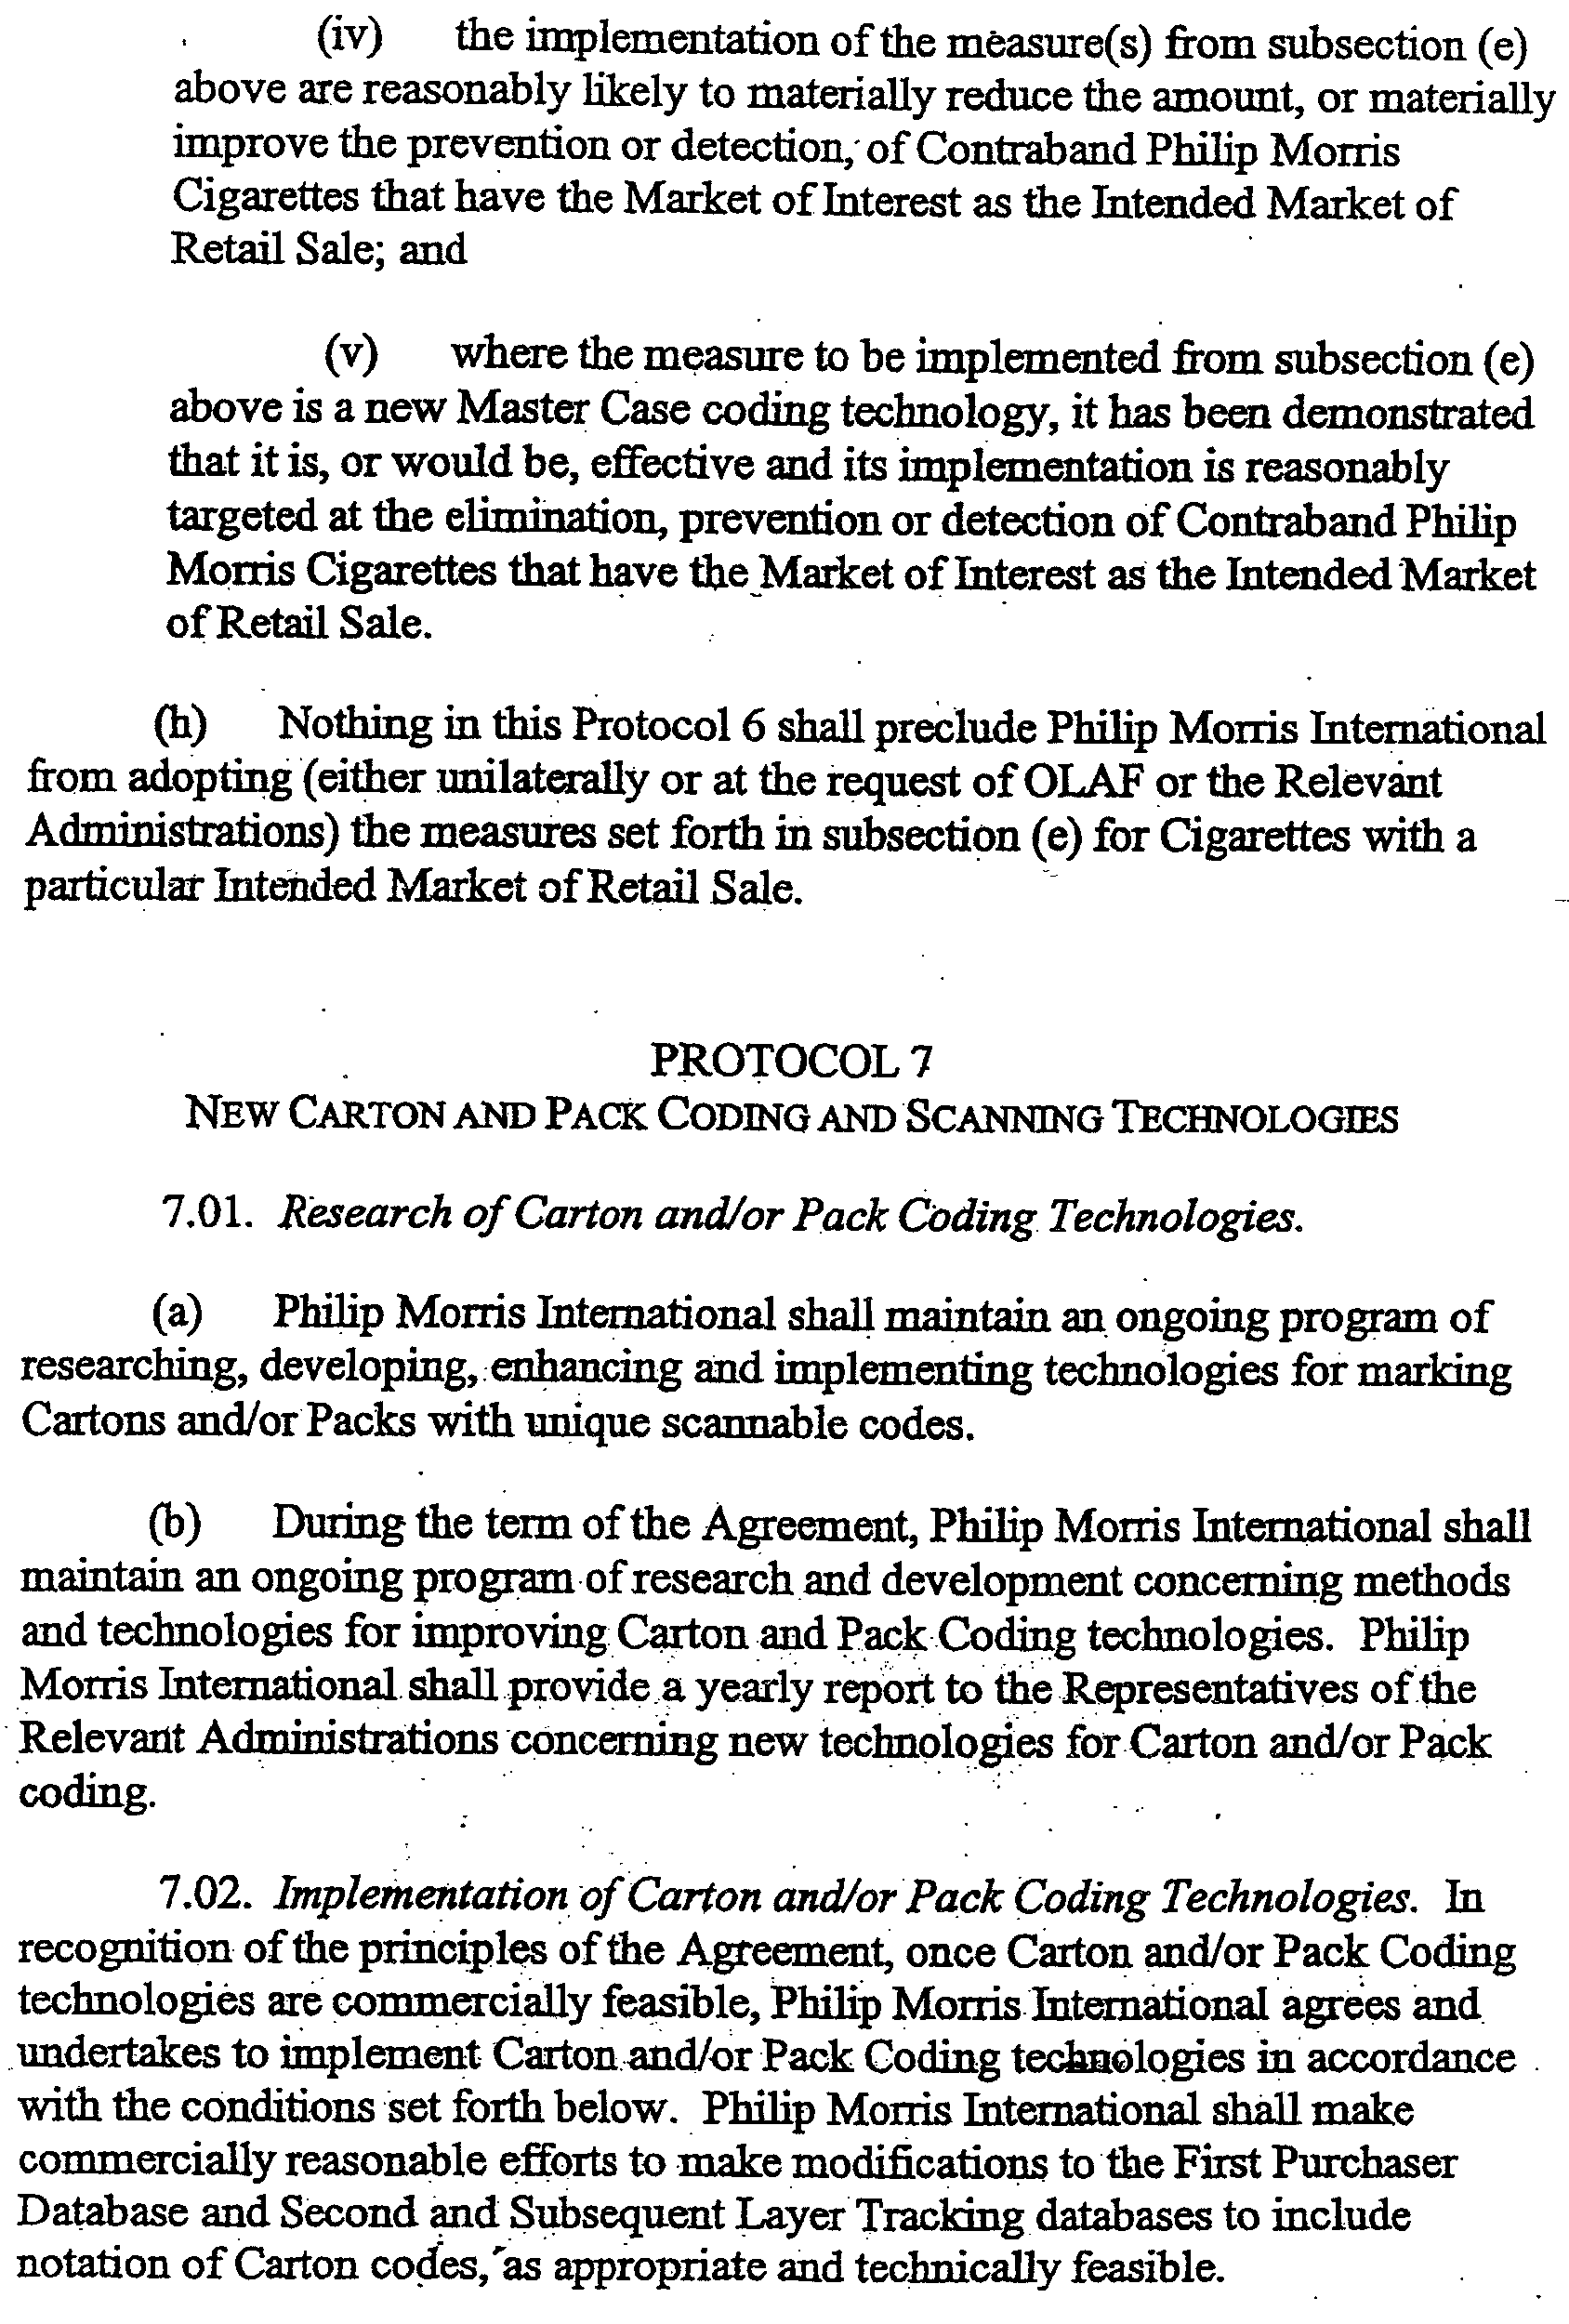 (iv) the implementation of the measure(s) from subsection (e)
above are reasonably likely to materially reduce the amount, or materially
improve the prevention or detection, of Contraband Philip Morris
Cigarettes that have the Market of Interest as the Intended Market of
Retail Sale; and
(v) where the measure to be implemented from subsection (e)
above is a new Master Case coding technology, it has been demonstrated
that it is, or would be, effective and its implementation is reasonably
targeted at the elimination, prevention or detection of Contraband Philip
Morris Cigarettes that have the Market of Interest as the Intended Market
of Retail Sale.
(h) Nothing in this Protocol 6 shall preclude Philip Morris International
from adopting (either unilaterally or at the request of OLAF or the Relevant
Administrations) the measures set forth in subsection (e) for Cigarettes with a
particular Intended Market of Retail Sale.
PROTOCOL 7
NEW CARTON AND PACK CODING AND SCANNING TECHNOLOGIES
7.01. Research of Carton and/or Pack Coding Technologies.
(a) Philip Morris International shall maintain an ongoing program of
researching, developing, enhancing and implementing technologies for marking
Cartons and/or Packs with unique scannable codes.
(b) During the term of the Agreement, Philip Morris International shall
maintain an ongoing program of research and development concerning methods
and technologies for improving Carton and Pack Coding technologies. Philip
Morris International shall provide a yearly report to the Representatives of the
Relevant Administrations concerning new technologies for Carton and/or Pack
coding.
7.02. Implementation of Carton and/or Pack Coding Technologies. In
recognition of the principles of the Agreement, once Carton and/or Pack Coding
technologies are commercially feasible, Philip Morris International agrees and
undertakes to implement Carton and/or Pack Coding technologies in accordance
with the conditions set forth below. Philip Morris International shall make
commercially reasonable efforts to make modifications to the First Purchaser
Database and Second and Subsequent Layer Tracking databases to include
notation of Carton codes, as appropriate and technically feasible.